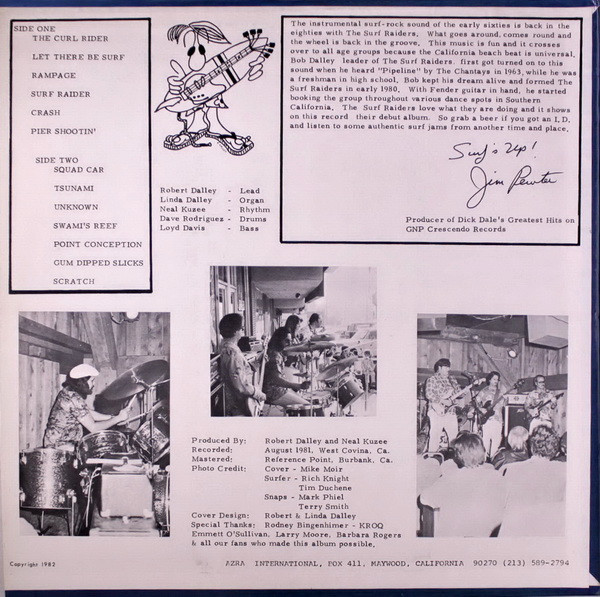 SIDE ONE
THE CURL RIDER
LET THERE BE SURF
RAMPAGE
SURF RAIDER
CRASH
PIER SHOOTIN'
SIDE TWO
SQUAD CAR
TSUNAMI
UNKNOWN
SWAMI'S REEF
POINT CONCEPTION
GUM DIPPED SLICKS
SCRATCH
Robert Dalley - Lead
Linda Dalley - Organ
Neal Kuzee - Rhythm
Dave Rodriguez - Drums
Loyd Davis - Bass
The instrumental surf-rock sound of the early sixties is back in the
eighties with The Surf Raiders. What goes around, comes round and
the wheel is back in the groove. This music is fun and it crosses
over to all age groups because the California beach beat is universal.
Bob Dalley leader of The Surf Raiders, first got turned on to this
sound when he heard "Pipeline" by The Chantays in 1963, while he was
a freshman in high school. Bob kept his dream alive and formed The
Surf Raiders in early 1980. With Fender guitar in hand, he started
booking the group throughout various dance spots in Southern
California. The Surf Raiders love what they are doing and it shows
on this record their debut album. So grab a beer if you got an I.D.
and listen to some authentic surf jams from another time and place.
Surf's Up!
Jim Pewter
Producer of Dick Dale's Greatest Hits on
GNP Crescendo Records
Produced By: Robert Dalley and Neal Kuzee
Recorded: August 1981, West Covina, Ca.
Mastered: Reference Point, Burbank, Ca.
Photo Credit: Cover - Mike Moir
Surfer - Rich Knight
Tim Duchene
Snaps - Mark Phiel
Terry Smith
Cover Design: Robert & Linda Dalley
Special Thanks: Rodney Bingenhimer - KROQ
Emmett O'Sullivan, Larry Moore, Barbara Rogers
& all our fans who made this album possible.
Copyright 1982
AZRA INTERNATIONAL, POX 411, MAYWOOD, CALIFORNIA 90270 (213) 589-2794